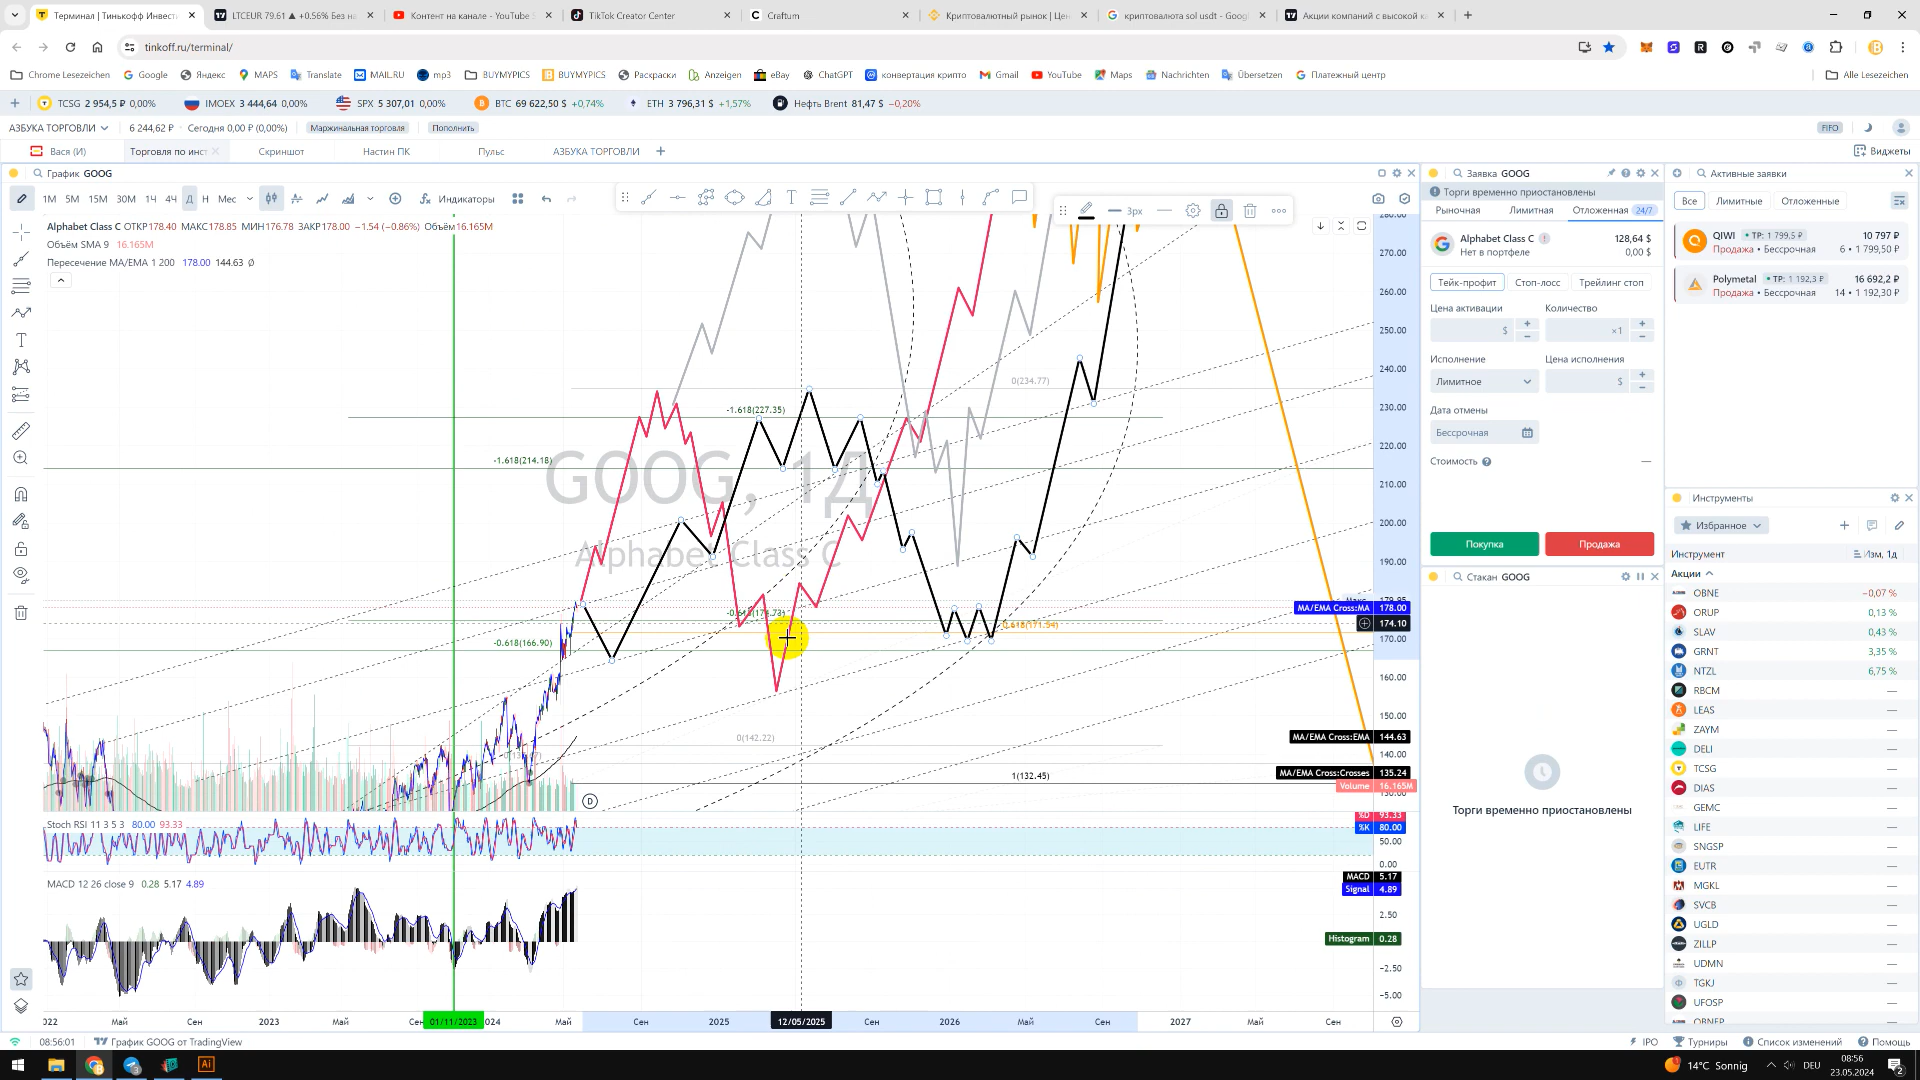 Терминал | Тинькофф Инвест
LTCEUR 79.61 ▲ +0,56% Без на
Контент на канале - YouTube S
TikTok Creator Center
Craftum
Криптовалютный рынок | Цен
криптовалюта sol usdt - Googl
Акции компаний с высокой к
tinkoff.ru/terminal/
Chrome Lesezeichen
Google
Яндекс
MAPS
Translate
MAIL.RU
mp3
BUYMYPICS
BUYMYPICS
Раскраски
Anzeigen
eBay
ChatGPT
конвертация крипто
Gmail
YouTube
Maps
Nachrichten
Übersetzen
Платежный центр
Alle Lesezeichen
TCSG 2 954,5 ₽ 0,00%
IMOEX 3 444,64 0,00%
SPX 5 307,01 0,00%
BTC 69 622,50 $ +0,74%
ETH 3 796,31 $ +1,57%
Нефть Brent 81,47 $ −0,20%
АЗБУКА ТОРГОВЛИ
6 244,62 ₽ · Сегодня 0,00 ₽ (0,00%)
Маржинальная торговля
Пополнить
FIFO
Вася (И)
Торговля по инст
Скриншот
Настин ПК
Пульс
АЗБУКА ТОРГОВЛИ
Виджеты
График GOOG
1М 5М 15М 30М 1Ч 4Ч Д Н Мес
Индикаторы
3px
Alphabet Class C ОТКР178.40 МАКС178.85 МИН176.78 ЗАКР178.00 −1.54 (−0.86%) Объём16.165M
Объём SMA 9 16.165M
Пересечение MA/EMA 1 200 178.00 144.63 Ø
GOOG, 1Д
Alphabet Class C
0(234.77)
-1.618(227.35)
-1.618(214.18)
-0.618(166.90)
0.618(171.54)
0(142.22)
1(132.45)
D
280.00
270.00
260.00
250.00
240.00
230.00
220.00
210.00
200.00
190.00
MA/EMA Cross:MA 178.00
174.10
170.00
160.00
150.00
MA/EMA Cross:EMA 144.63
140.00
MA/EMA Cross:Crosses 135.24
Volume 16.165M
Stoch RSI 11 3 5 3 80.00 93.33
%D 93.33
%K 80.00
50.00
0.00
MACD 12 26 close 9 0.28 5.17 4.89
MACD 5.17
Signal 4.89
2.50
Histogram 0.28
−2.50
−5.00
022 Май Сен 2023 Май Сен 01/11/2023 024 Май Сен 2025 12/05/2025 Сен 2026 Май Сен 2027 Май Сен
08:56:01
График GOOG от TradingView
Заявка GOOG
Торги временно приостановлены
Рыночная
Лимитная
Отложенная 24/7
Alphabet Class C 128,64 $
Нет в портфеле 0,00 $
Тейк-профит
Стоп-лосс
Трейлинг стоп
Цена активации
Количество
$
×1
Исполнение
Цена исполнения
Лимитное
$
Дата отмены
Бессрочная
Стоимость —
Покупка
Продажа
Стакан GOOG
Торги временно приостановлены
Активные заявки
Все
Лимитные
Отложенные
QIWI TP: 1 799,5 ₽ 10 797 ₽
Продажа • Бессрочная 6 • 1 799,50 ₽
Polymetal TP: 1 192,3 ₽ 16 692,2 ₽
Продажа • Бессрочная 14 • 1 192,30 ₽
Инструменты
Избранное
Инструмент Изм, 1д
Акции
OBNE −0,07 %
ORUP 0,13 %
SLAV 0,43 %
GRNT 3,35 %
NTZL 6,75 %
RBCM —
LEAS —
ZAYM —
DELI —
TCSG —
DIAS —
GEMC —
LIFE —
SNGSP —
EUTR —
MGKL —
SVCB —
UGLD —
ZILLP —
UDMN —
TGKJ —
UFOSP —
OBNEP —
IPO
Турниры
Список изменений
Помощь
14°C Sonnig
DEU
08:56
23.05.2024
2